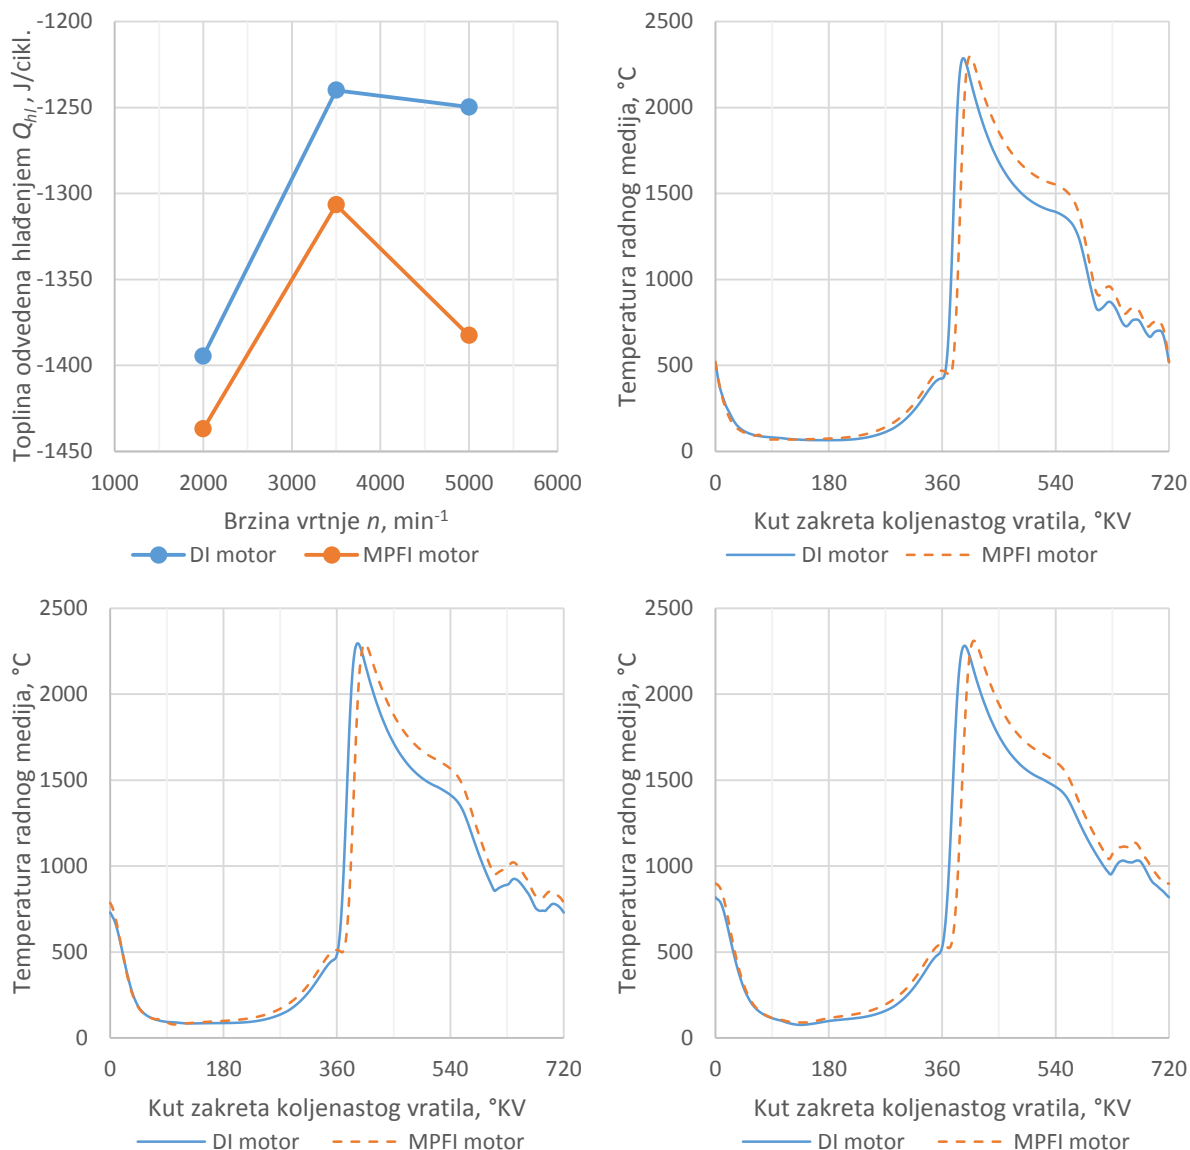 Toplina odvedena hlađenjem Qhl, J/cikl.
-1200
-1250
-1300
-1350
-1400
-1450
1000 2000 3000 4000 5000 6000
Brzina vrtnje n, min-1
DI motor MPFI motor
Temperatura radnog medija, °C
2500
2000
1500
1000
500
0
0 180 360 540 720
Kut zakreta koljenastog vratila, °KV
DI motor MPFI motor
Temperatura radnog medija, °C
2500
2000
1500
1000
500
0
0 180 360 540 720
Kut zakreta koljenastog vratila, °KV
DI motor MPFI motor
Temperatura radnog medija, °C
2500
2000
1500
1000
500
0
0 180 360 540 720
Kut zakreta koljenastog vratila, °KV
DI motor MPFI motor